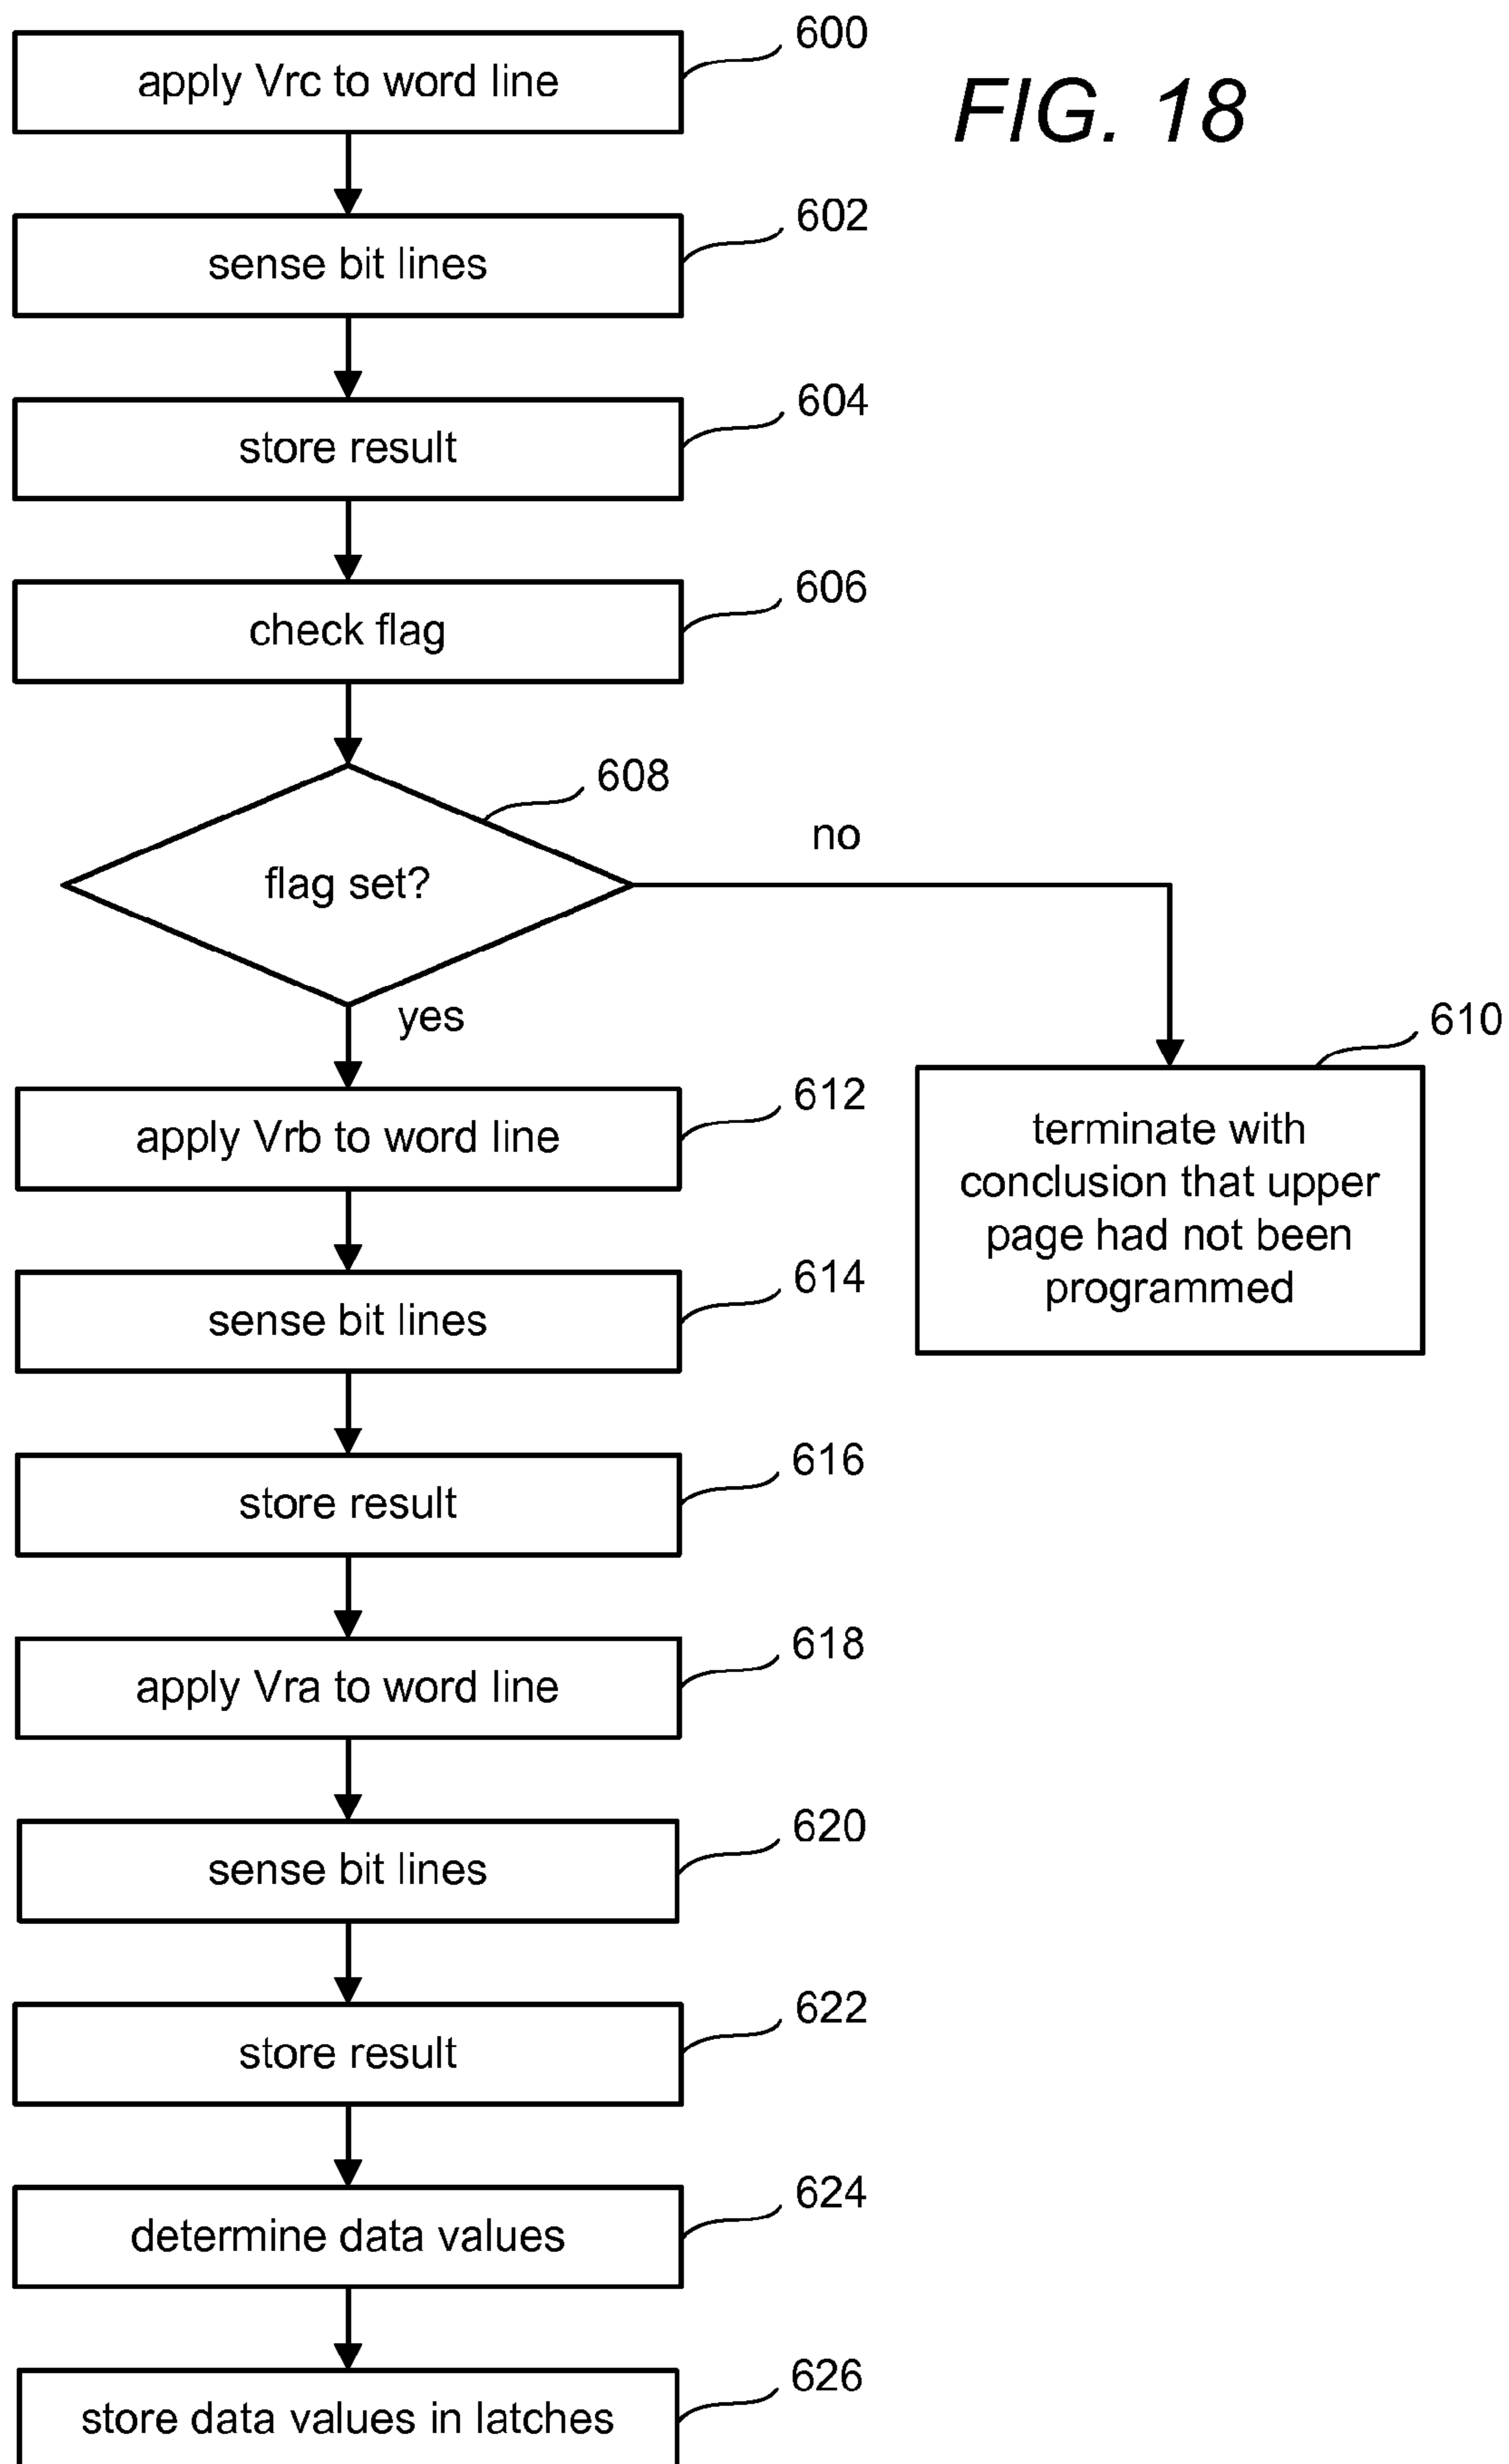 600
FIG. 18
apply Vrc to word line
602
sense bit lines
604
store result
606
check flag
608
no
flag set?
yes
610
612
apply Vrb to word line
terminate with
conclusion that upper
page had not been
programmed
614
sense bit lines
616
store result
618
apply Vra to word line
620
sense bit lines
622
store result
624
determine data values
626
store data values in latches